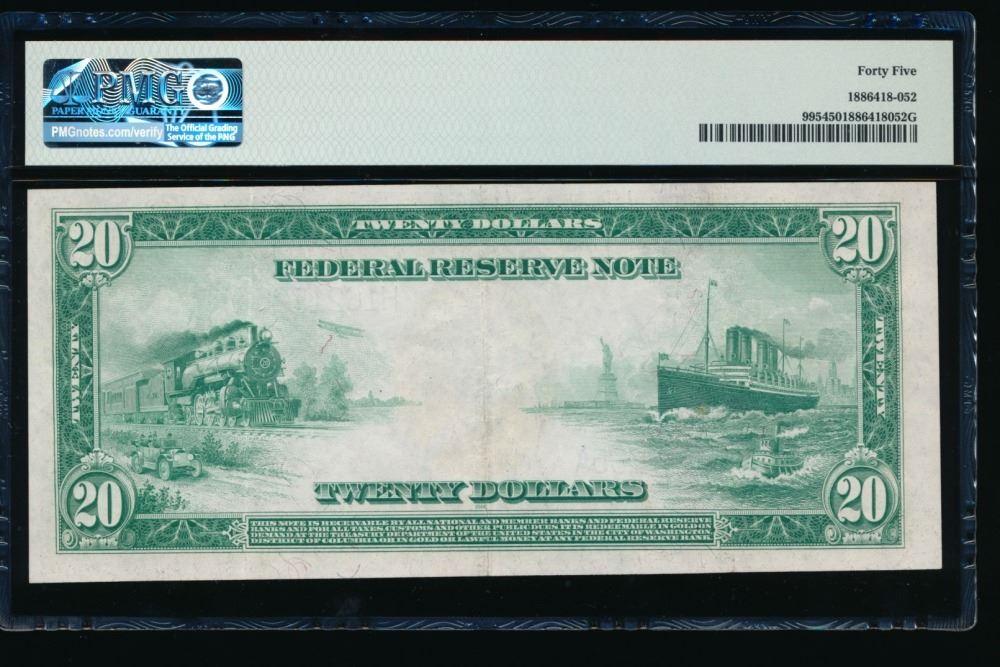 PMG
PAPER MONEY GUARANTY
PMGnotes.com/verify
The Official Grading
Service of the PNG
Forty Five
1886418-052
9954501886418052G
20
TWENTY DOLLARS
20
FEDERAL RESERVE NOTE
TWENTY
TWENTY
TWENTY DOLLARS
20
20
THIS NOTE IS RECEIVABLE BY ALL NATIONAL AND MEMBER BANKS AND FEDERAL RESERVE
BANKS AND FOR ALL TAXES, CUSTOMS AND OTHER PUBLIC DUES. IT IS REDEEMABLE IN GOLD ON
DEMAND AT THE TREASURY DEPARTMENT OF THE UNITED STATES IN THE CITY OF WASHINGTON,
DISTRICT OF COLUMBIA OR IN GOLD OR LAWFUL MONEY AT ANY FEDERAL RESERVE BANK.